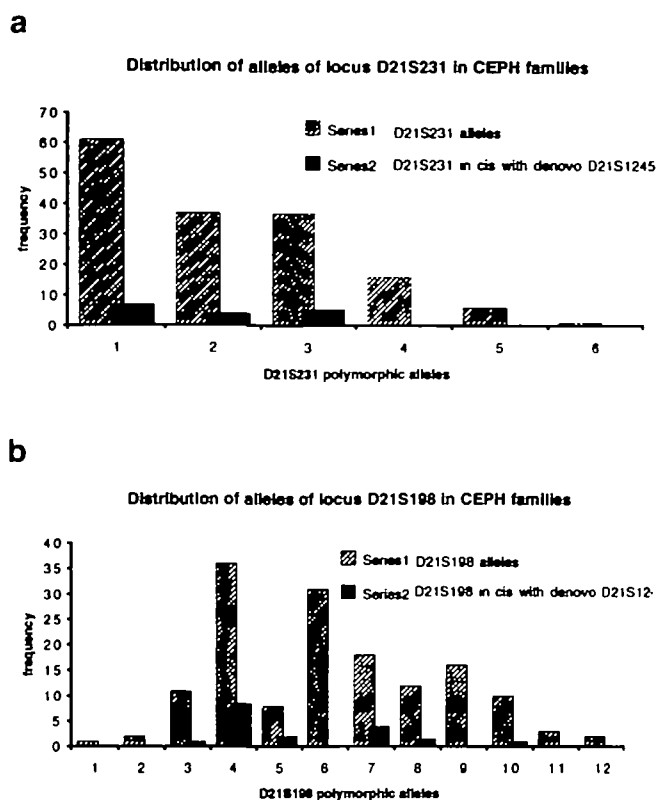 a
Distribution of alleles of locus D21S231 in CEPH families
70
60
50
40
30
20
10
0
frequency
Series1 D21S231 alleles
Series2 D21S231 in cis with denovo D21S1245
1 2 3 4 5 6
D21S231 polymorphic alleles
b
Distribution of alleles of locus D21S198 in CEPH families
40
35
30
25
20
15
10
5
0
frequency
Series1 D21S198 alleles
Series2 D21S198 in cis with denovo D21S12-
1 2 3 4 5 6 7 8 9 10 11 12
D21S198 polymorphic alleles